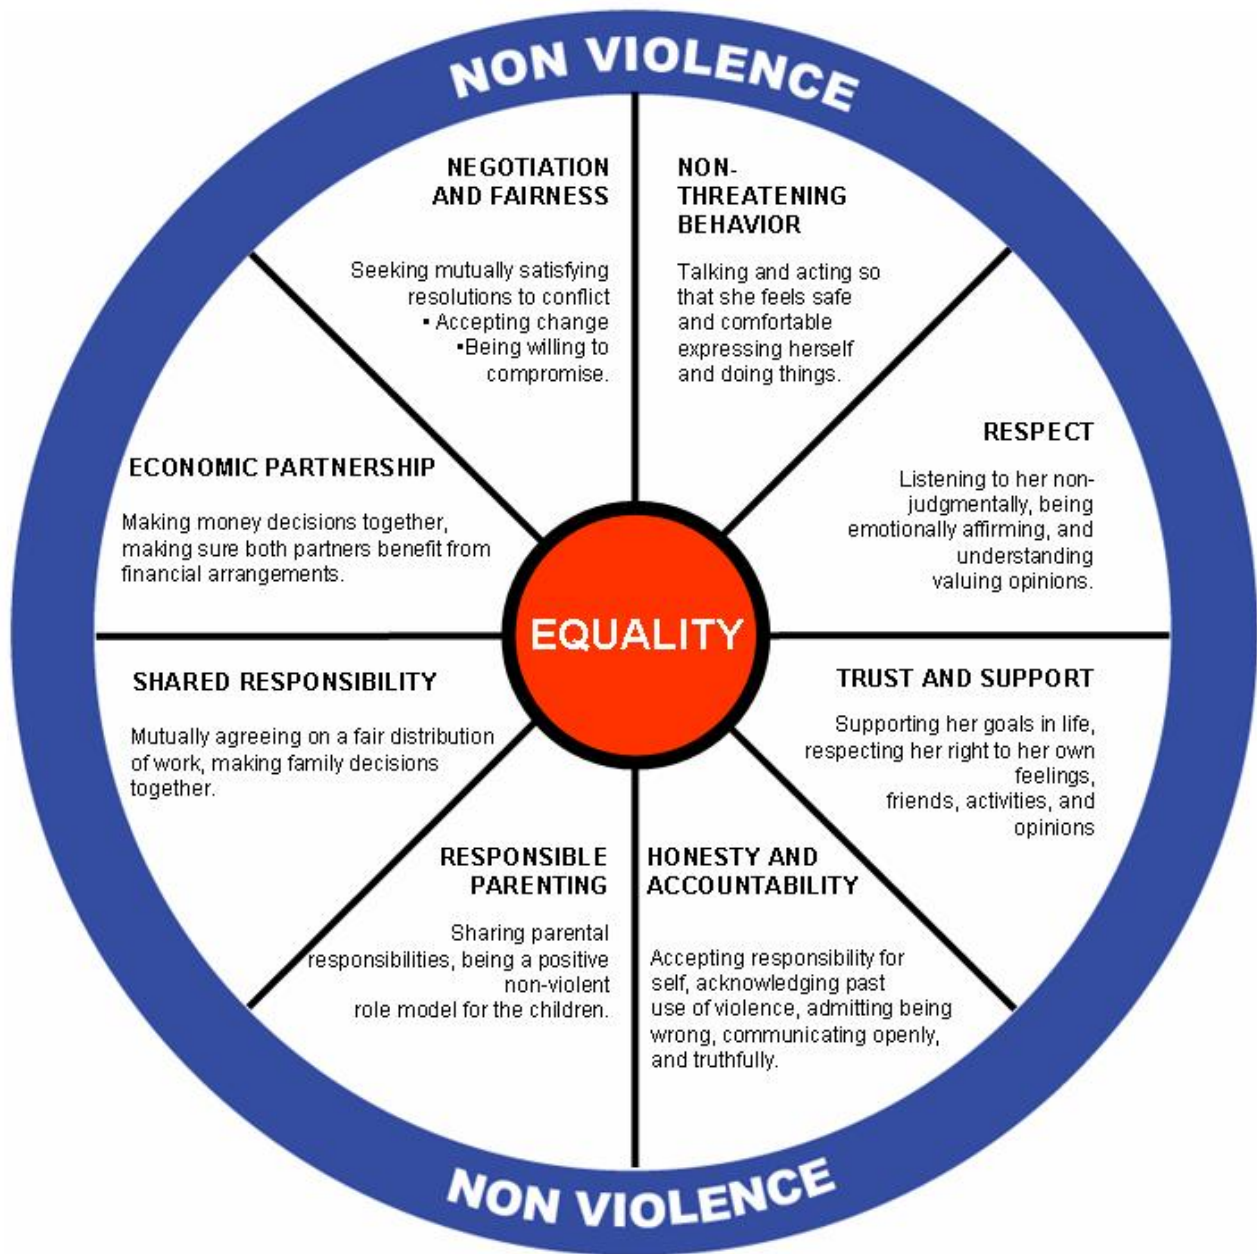 NON VIOLENCE
NEGOTIATION
AND FAIRNESS
Seeking mutually satisfying
resolutions to conflict
▪ Accepting change
▪Being willing to
compromise.
NON-
THREATENING
BEHAVIOR
Talking and acting so
that she feels safe
and comfortable
expressing herself
and doing things.
RESPECT
Listening to her non-
judgmentally, being
emotionally affirming, and
understanding
valuing opinions.
ECONOMIC PARTNERSHIP
Making money decisions together,
making sure both partners benefit from
financial arrangements.
EQUALITY
SHARED RESPONSIBILITY
Mutually agreeing on a fair distribution
of work, making family decisions
together.
TRUST AND SUPPORT
Supporting her goals in life,
respecting her right to her own
feelings,
friends, activities, and
opinions
RESPONSIBLE
PARENTING
Sharing parental
responsibilities, being a positive
non-violent
role model for the children.
HONESTY AND
ACCOUNTABILITY
Accepting responsibility for
self, acknowledging past
use of violence, admitting being
wrong, communicating openly,
and truthfully.
NON VIOLENCE